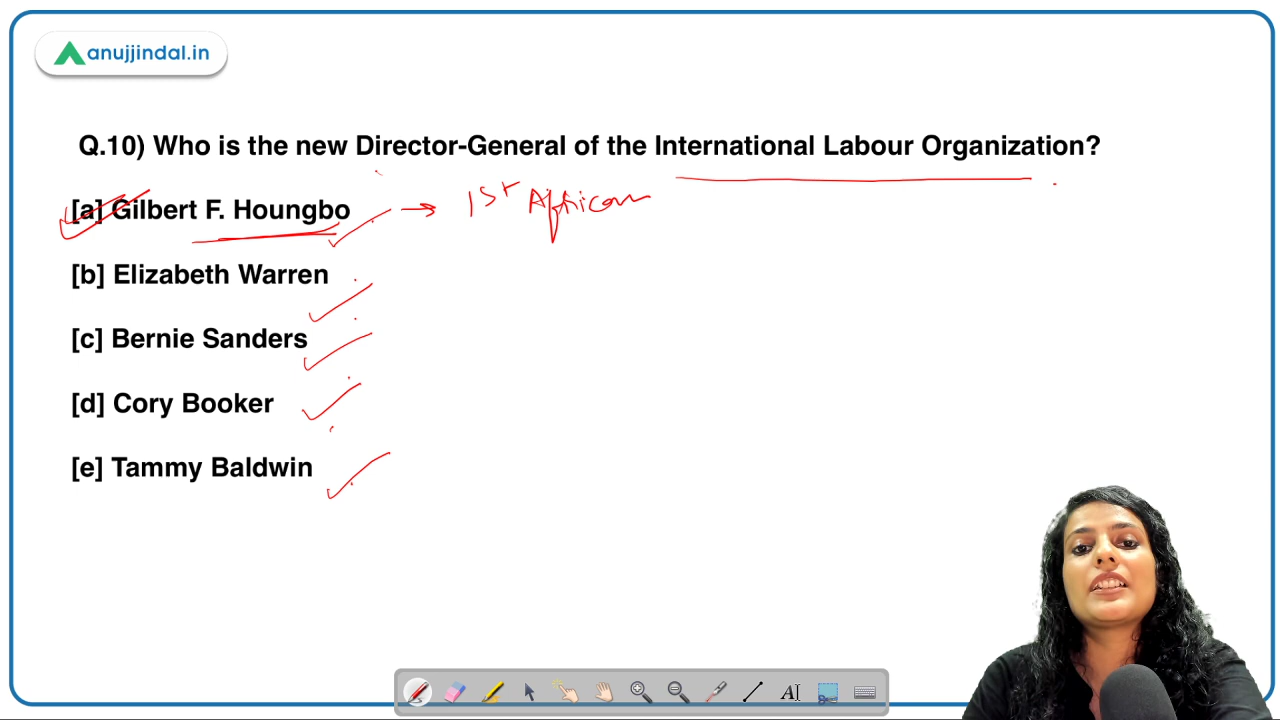 anujjindal.in
Q.10) Who is the new Director-General of the International Labour Organization?
[a] Gilbert F. Houngbo → 1st African
[b] Elizabeth Warren
[c] Bernie Sanders
[d] Cory Booker
[e] Tammy Baldwin
AI